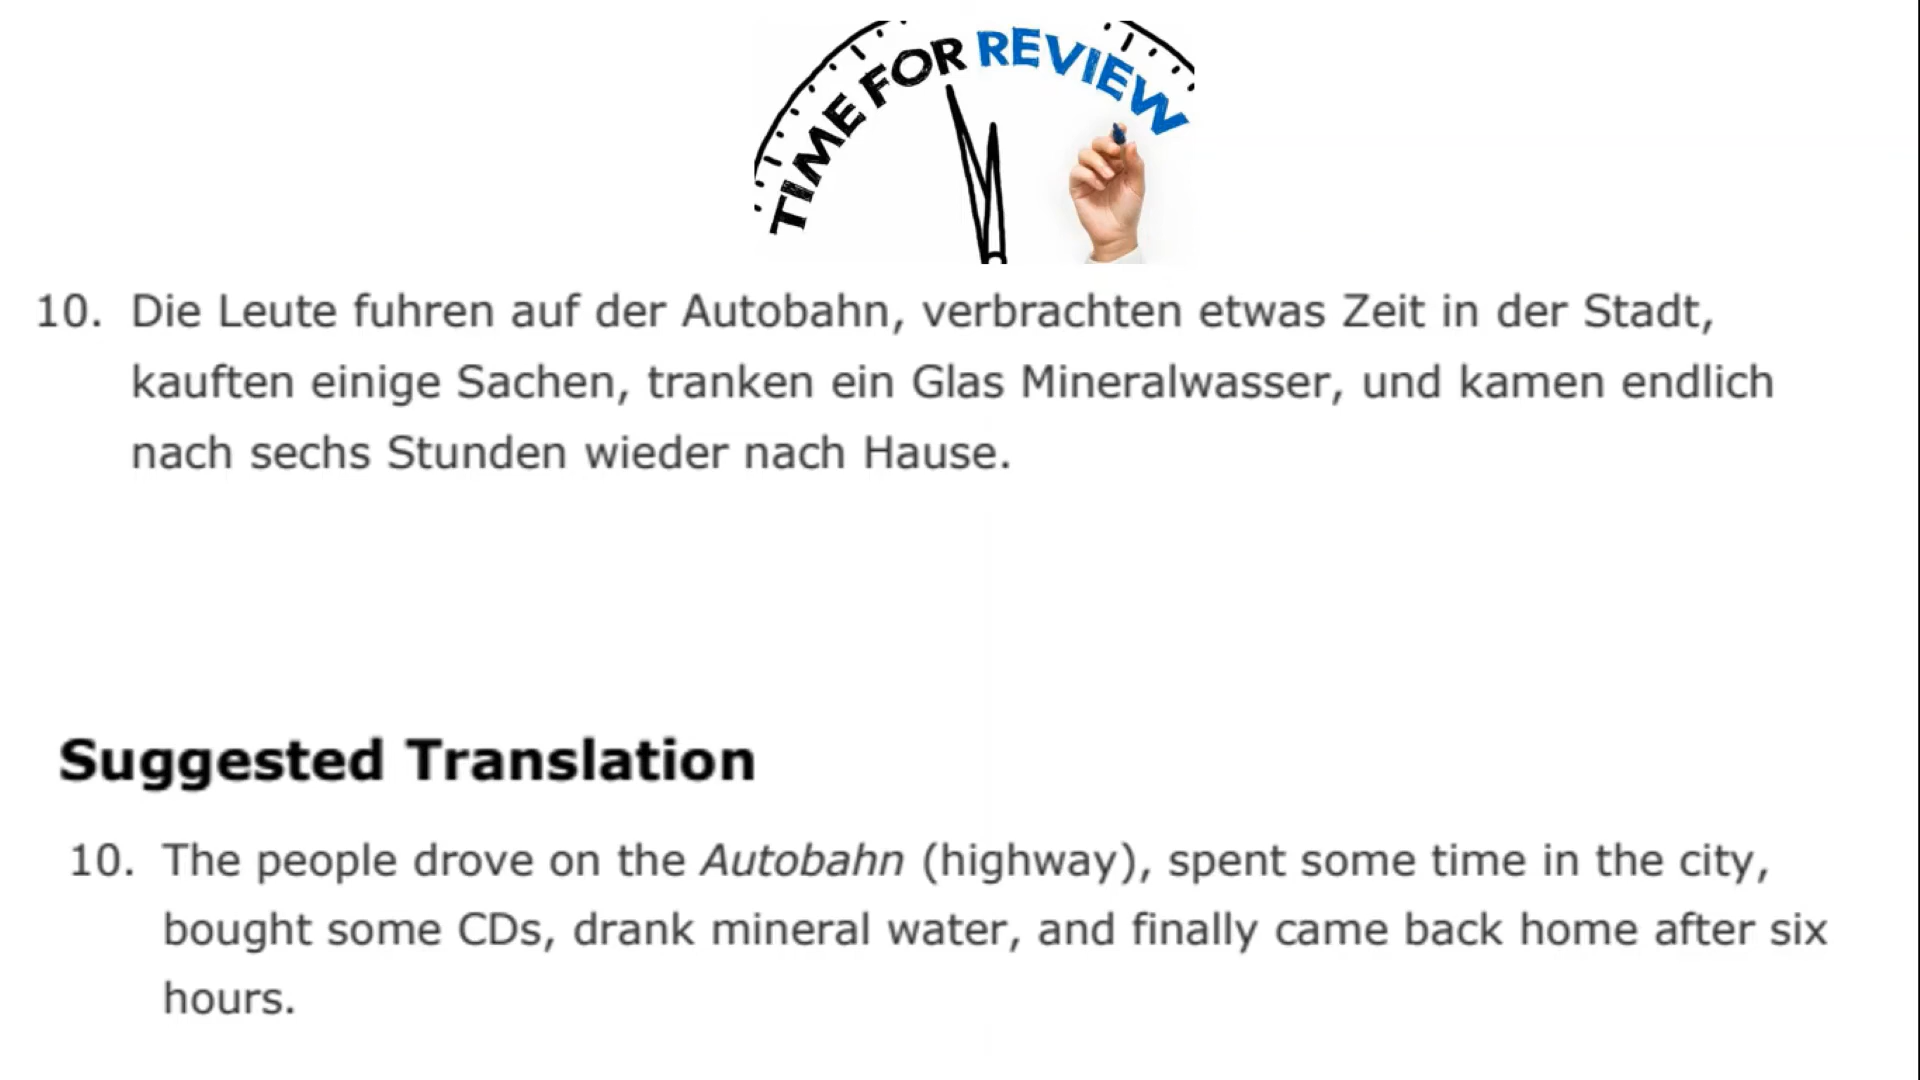 TIME FOR REVIEW
10. Die Leute fuhren auf der Autobahn, verbrachten etwas Zeit in der Stadt,
kauften einige Sachen, tranken ein Glas Mineralwasser, und kamen endlich
nach sechs Stunden wieder nach Hause.
Suggested Translation
10. The people drove on the Autobahn (highway), spent some time in the city,
bought some CDs, drank mineral water, and finally came back home after six
hours.